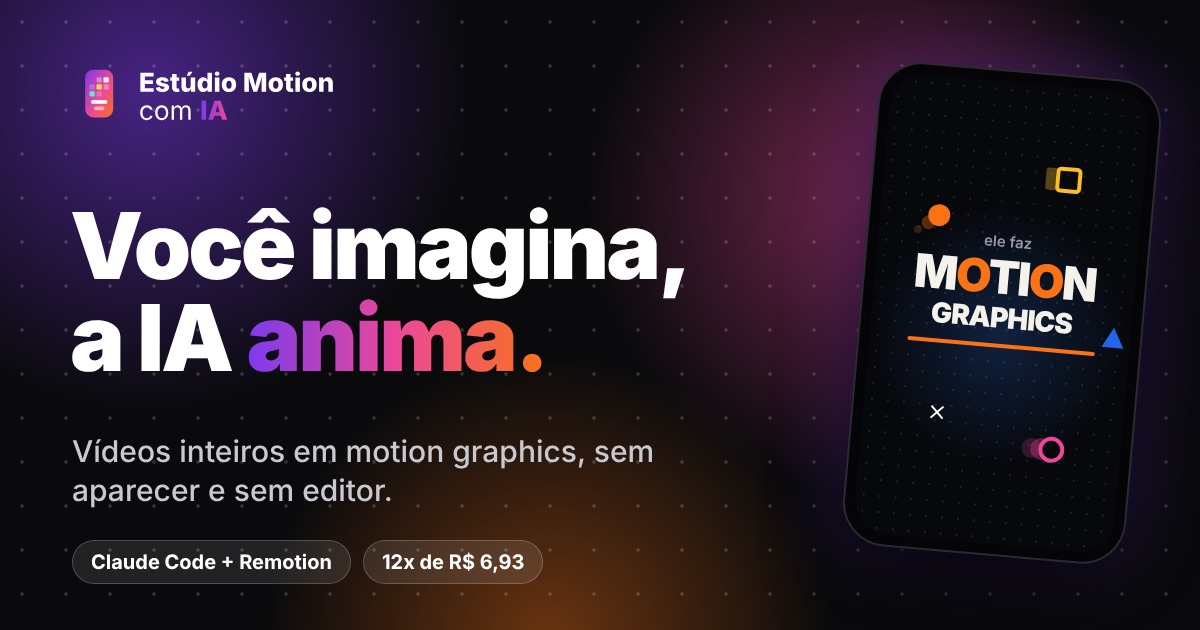 Estúdio Motion
com IA
Você imagina,
a IA anima.
Vídeos inteiros em motion graphics, sem
aparecer e sem editor.
Claude Code + Remotion
12x de R$ 6,93
ele faz
MOTION
GRAPHICS